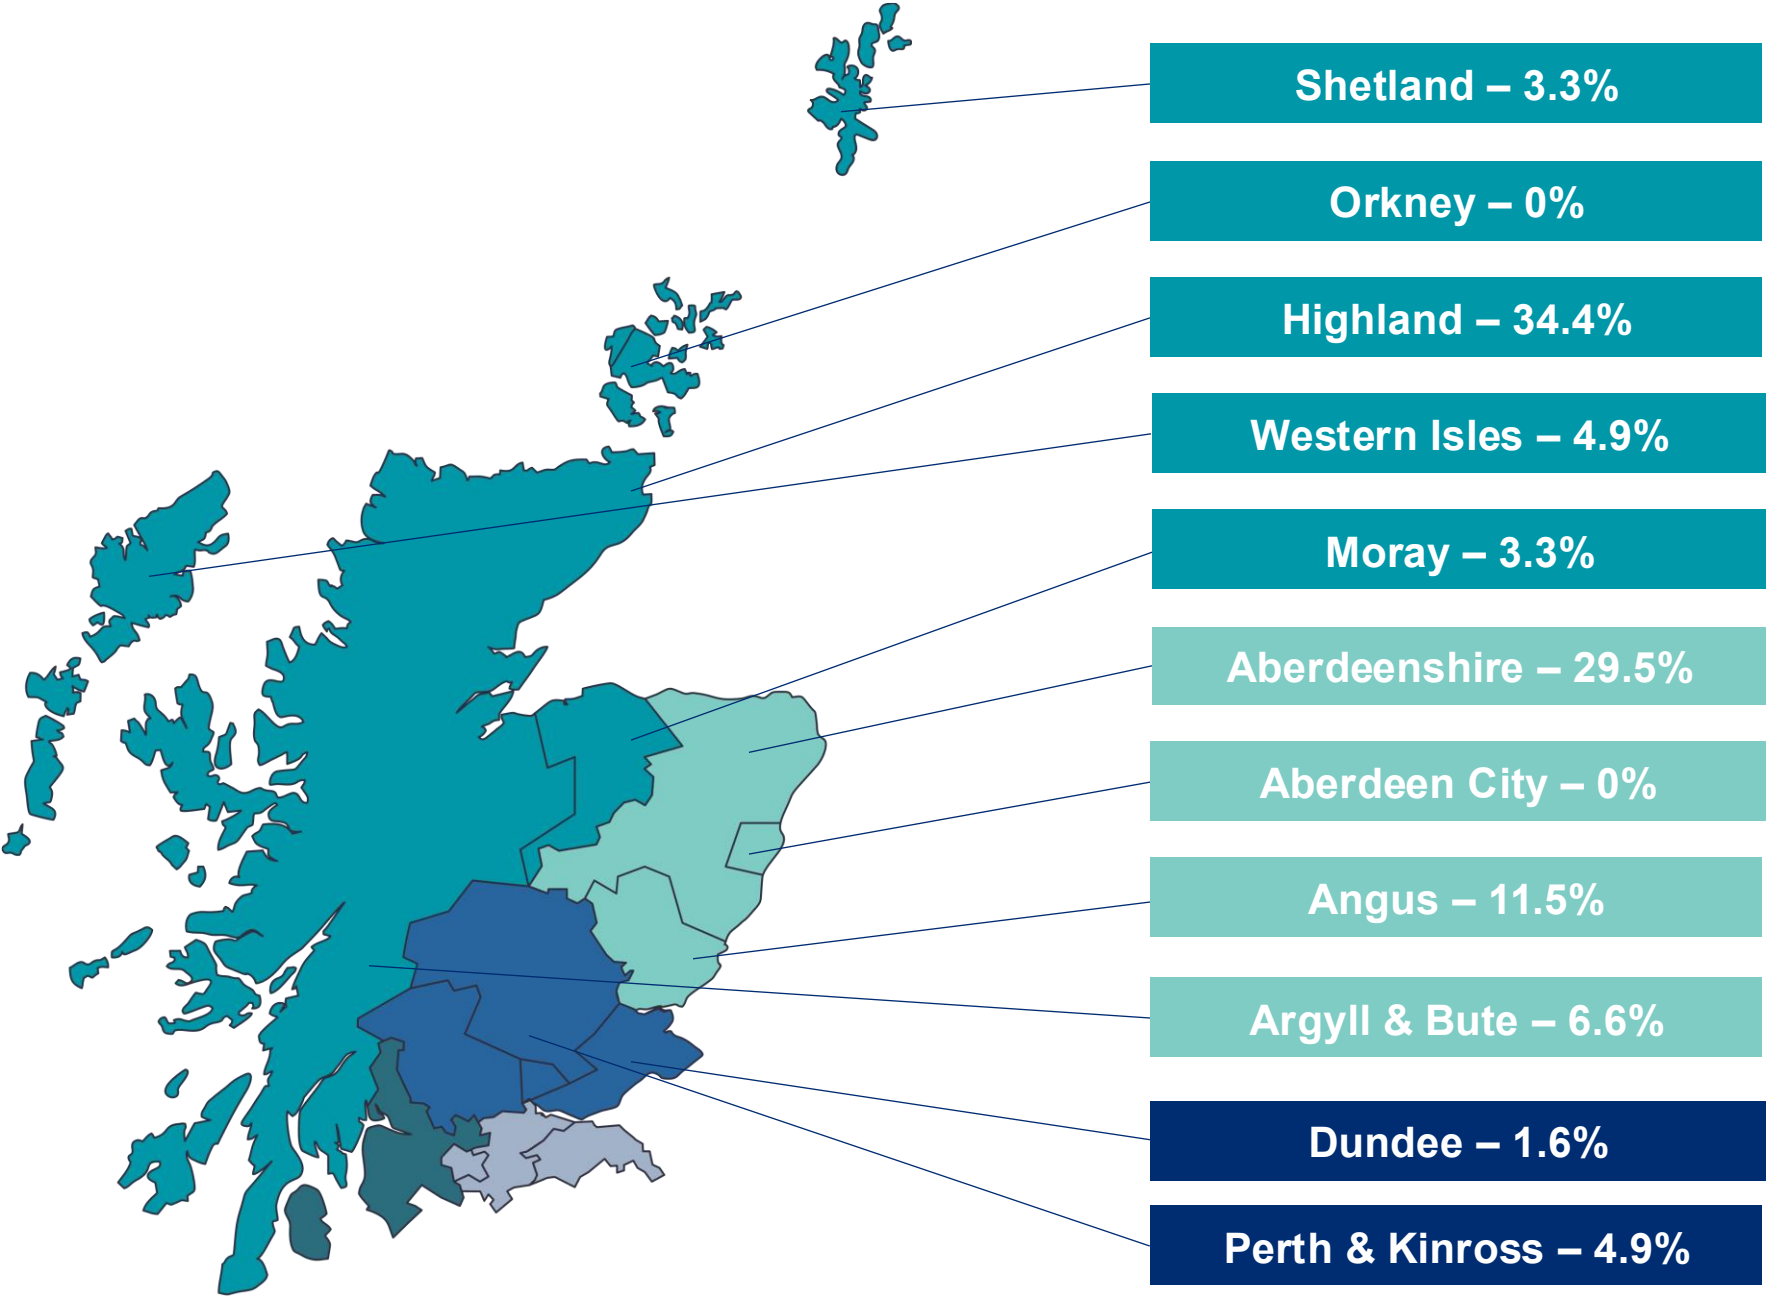 Shetland – 3.3%
Orkney – 0%
Highland – 34.4%
Western Isles – 4.9%
Moray – 3.3%
Aberdeenshire – 29.5%
Aberdeen City – 0%
Angus – 11.5%
Argyll & Bute – 6.6%
Dundee – 1.6%
Perth & Kinross – 4.9%